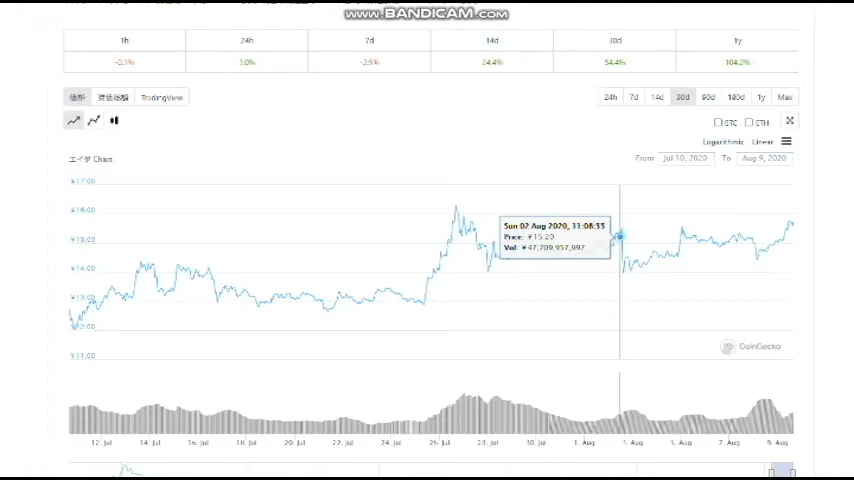 www.BANDICAM.com
1h 24h 7d 14d 30d 1y
-0.1% 3.0% -2.9% 24.4% 54.4% 104.2%
価格 時価総額 TradingView
24h 7d 14d 30d 90d 180d 1y Max
BTC ETH
Logarithmic Linear
From Jul 10, 2020 To Aug 9, 2020
エイダ Chart
¥17.00
¥16.00
Sun 02 Aug 2020, 11:08:33
Price: ¥15.20
¥15.00
Vol: ¥47,709,957,997
¥14.00
¥13.00
¥12.00
CoinGecko
¥11.00
12. Jul 14. Jul 16. Jul 18. Jul 20. Jul 22. Jul 24. Jul 26. Jul 28. Jul 30. Jul 1. Aug 3. Aug 5. Aug 7. Aug 9. Aug